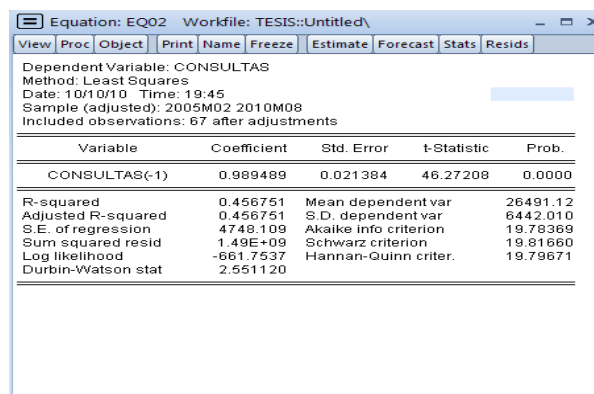 Equation: EQ02 Workfile: TESIS::Untitled\
View Proc Object Print Name Freeze Estimate Forecast Stats Resids
Dependent Variable: CONSULTAS
Method: Least Squares
Date: 10/10/10 Time: 19:45
Sample (adjusted): 2005M02 2010M08
Included observations: 67 after adjustments
Variable Coefficient Std. Error t-Statistic Prob.
CONSULTAS(-1) 0.989489 0.021384 46.27208 0.0000
R-squared 0.456751 Mean dependent var 26491.12
Adjusted R-squared 0.456751 S.D. dependent var 6442.010
S.E. of regression 4748.109 Akaike info criterion 19.78369
Sum squared resid 1.49E+09 Schwarz criterion 19.81660
Log likelihood -661.7537 Hannan-Quinn criter. 19.79671
Durbin-Watson stat 2.551120